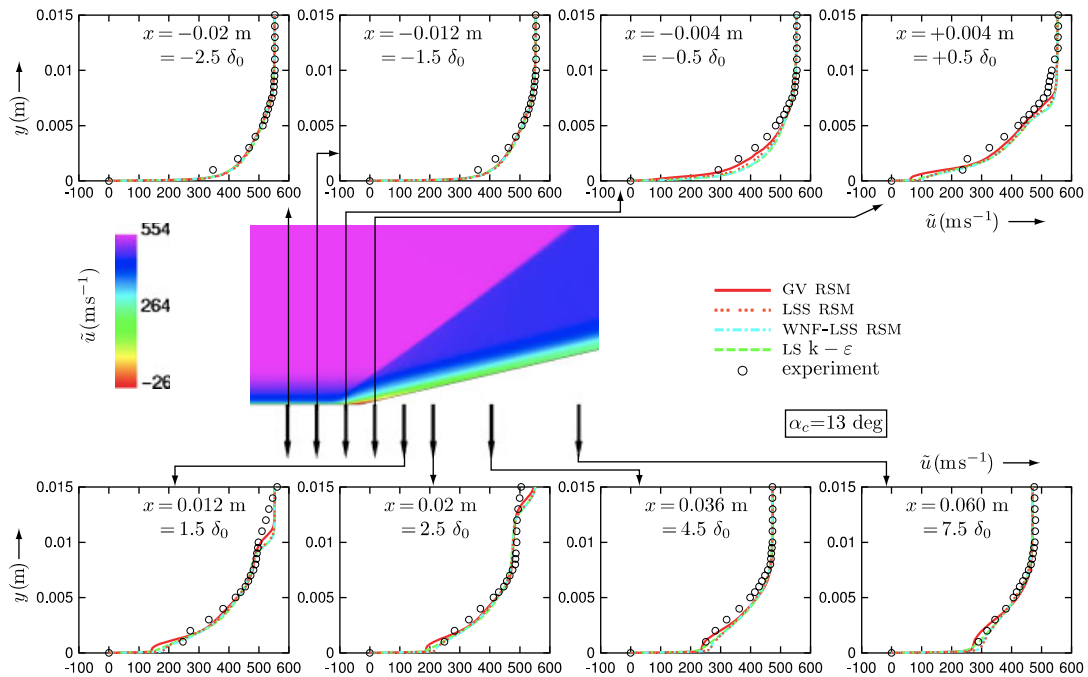 0.015
0.01
0.005
0
y (m)
x = −0.02 m
= −2.5 δ₀
-100 0 100 200 300 400 500 600
0.015
0.01
0.005
0
x = −0.012 m
= −1.5 δ₀
-100 0 100 200 300 400 500 600
0.015
0.01
0.005
0
x = −0.004 m
= −0.5 δ₀
-100 0 100 200 300 400 500 600
0.015
0.01
0.005
0
x = +0.004 m
= +0.5 δ₀
-100 0 100 200 300 400 500 600
ũ (m s⁻¹)
554
264
-26
ũ (m s⁻¹)
GV RSM
LSS RSM
WNF-LSS RSM
LS k − ε
experiment
α_c=13 deg
ũ (m s⁻¹)
0.015
0.01
0.005
0
y (m)
x = 0.012 m
= 1.5 δ₀
-100 0 100 200 300 400 500 600
0.015
0.01
0.005
0
x = 0.02 m
= 2.5 δ₀
-100 0 100 200 300 400 500 600
0.015
0.01
0.005
0
x = 0.036 m
= 4.5 δ₀
-100 0 100 200 300 400 500 600
0.015
0.01
0.005
0
x = 0.060 m
= 7.5 δ₀
-100 0 100 200 300 400 500 600